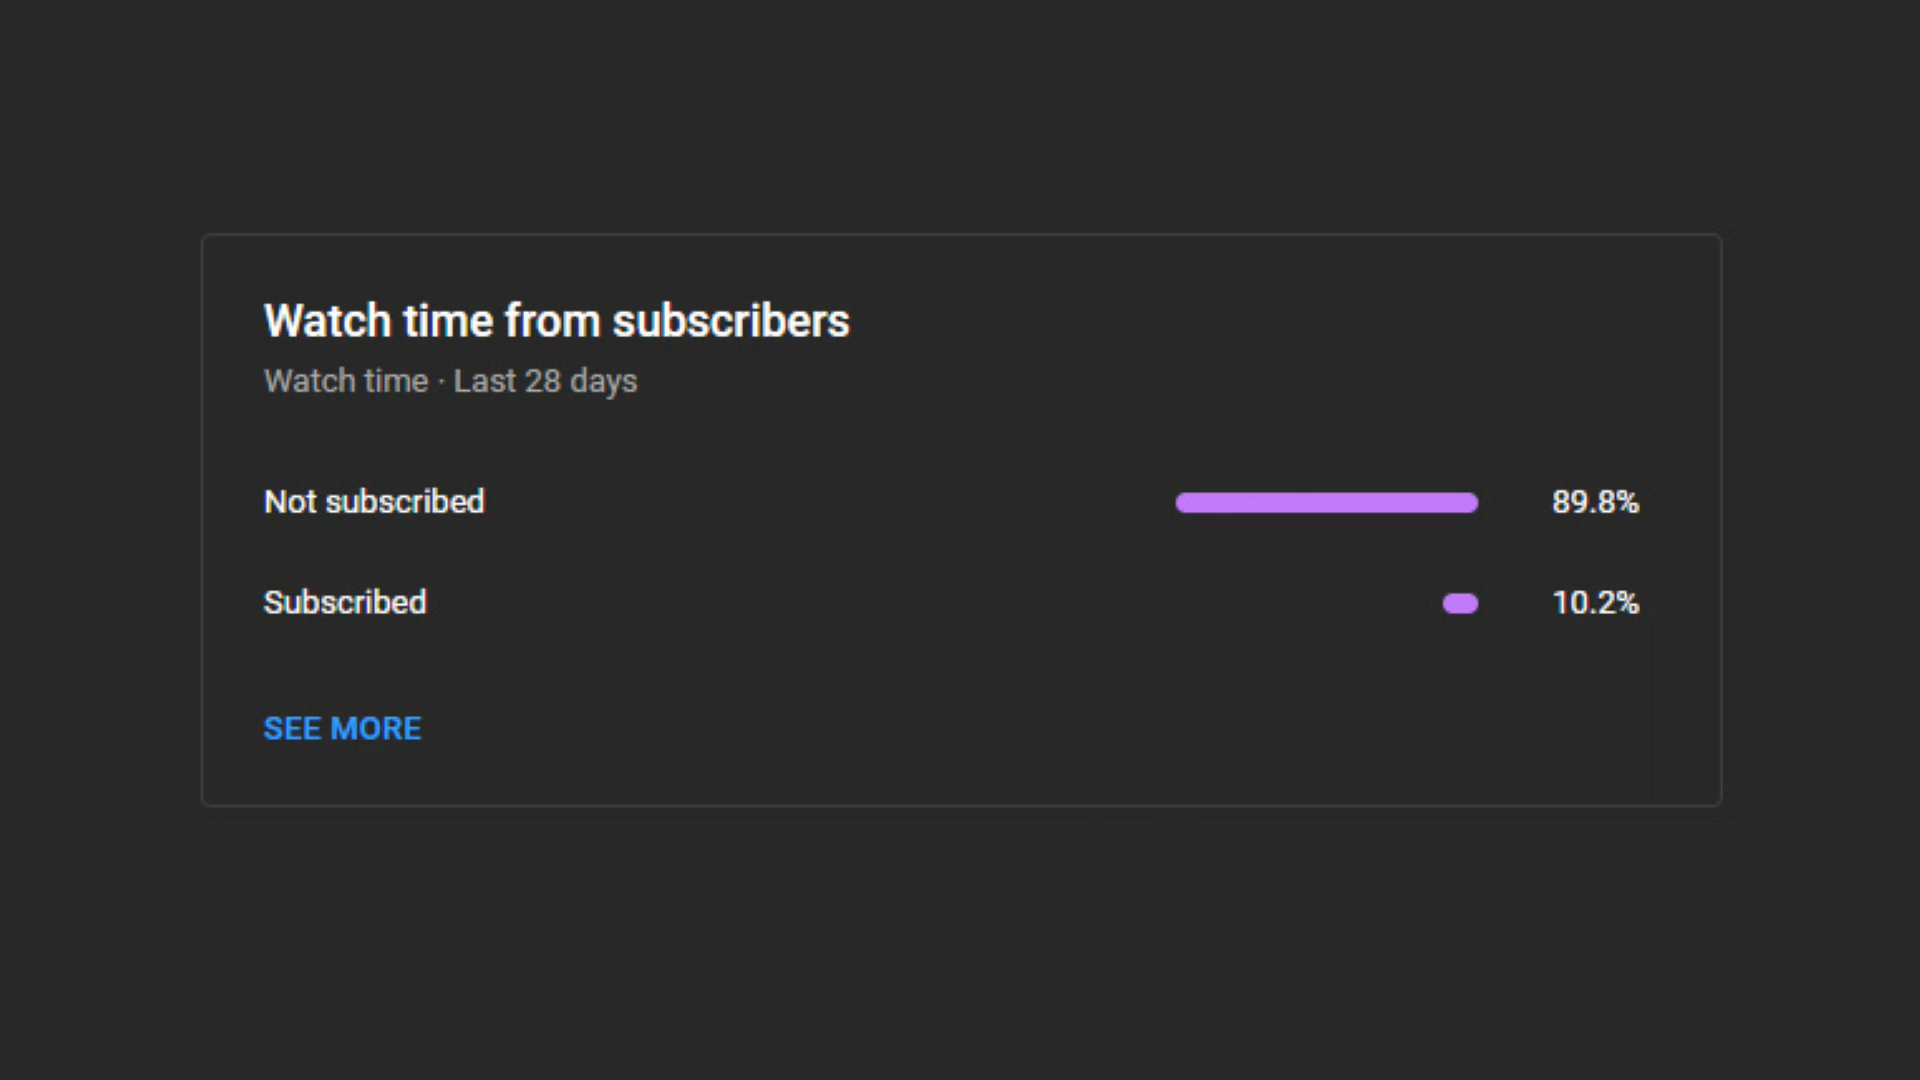 Watch time from subscribers
Watch time · Last 28 days
Not subscribed 89.8%
Subscribed 10.2%
SEE MORE